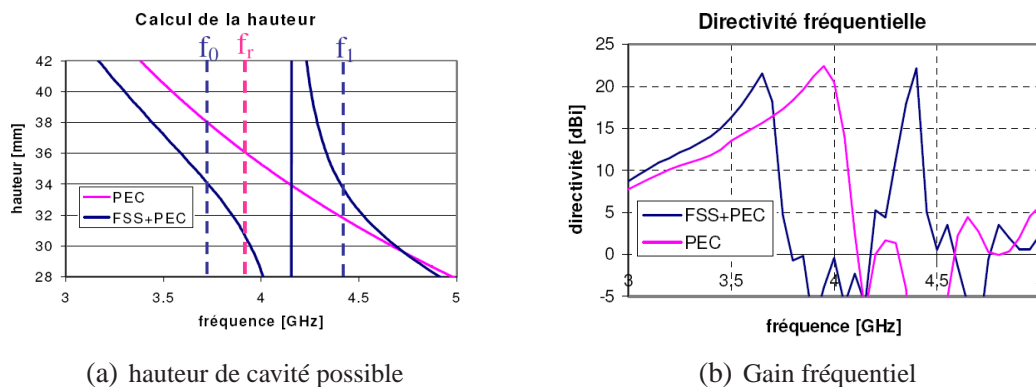 Calcul de la hauteur
f0 fr f1
42
40
38
36
34
32
30
28
hauteur [mm]
PEC
FSS+PEC
3 3,5 4 4,5 5
fréquence [GHz]
(a) hauteur de cavité possible
Directivité fréquentielle
25
20
15
10
5
0
-5
directivité [dBi]
FSS+PEC
PEC
3 3,5 4 4,5
fréquence [GHz]
(b) Gain fréquentiel